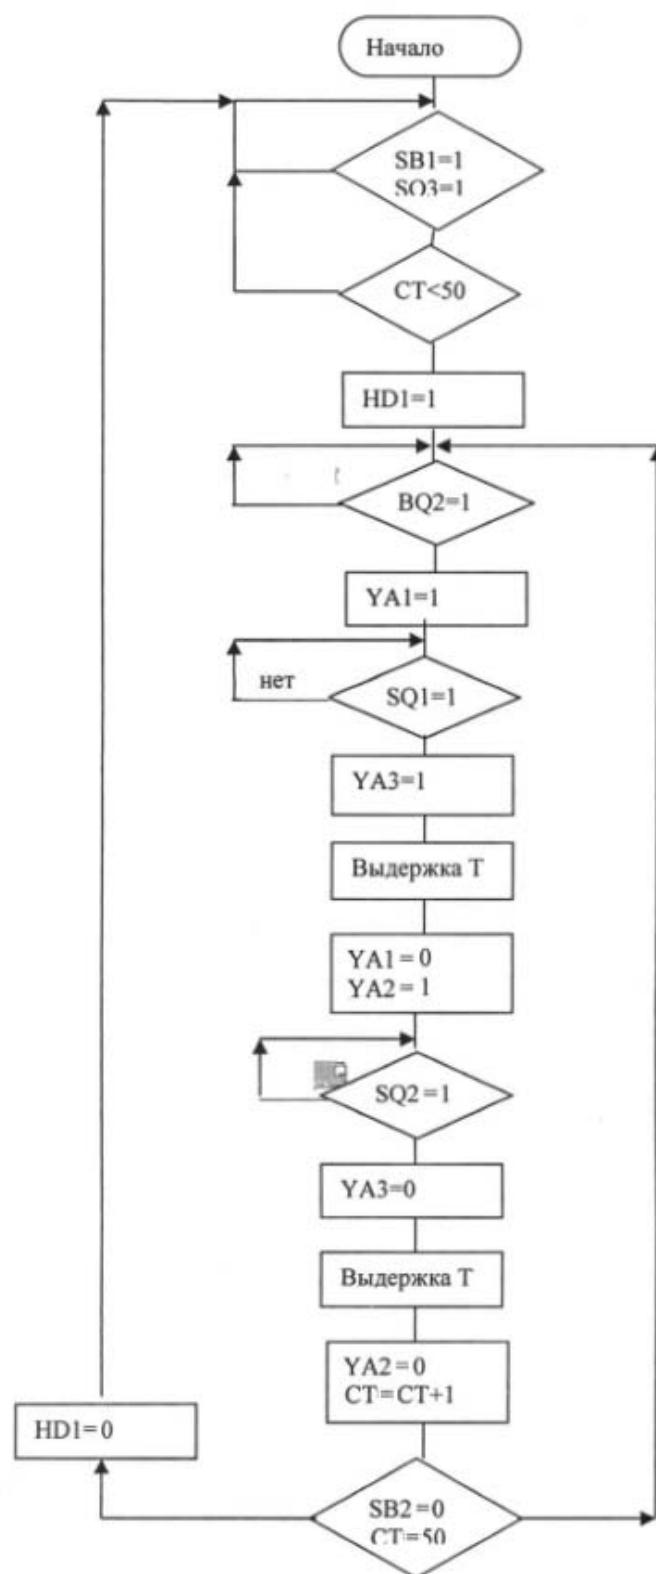 Начало
SB1=1
SQ3=1
CT<50
HD1=1
BQ2=1
YA1=1
нет
SQ1=1
YA3=1
Выдержка Т
YA1 = 0
YA2 = 1
SQ2 = 1
YA3=0
Выдержка Т
YA2 = 0
CT=CT+1
HD1= 0
SB2 = 0
CT= 50